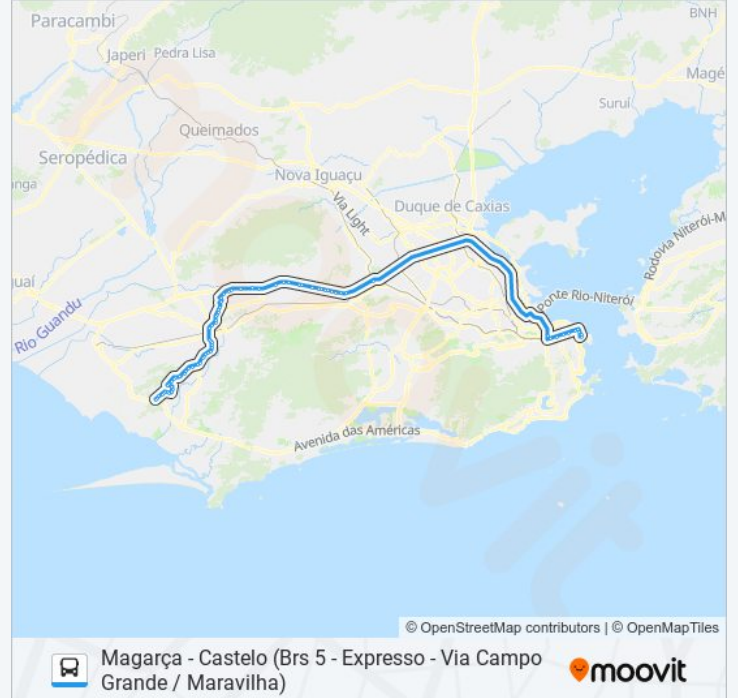 Paracambi
BNH
Japeri
Pedra Lisa
Magé
Suruí
Queimados
Seropédica
Nova Iguaçu
anga
Via Light
Duque de Caxias
Rodovia Niterói-M
uaí
Ponte Rio-Niterói
Rio Guandu
Avenida das Américas
© OpenStreetMap contributors | © OpenMapTiles
Magarça - Castelo (Brs 5 - Expresso - Via Campo
Grande / Maravilha)
moovit